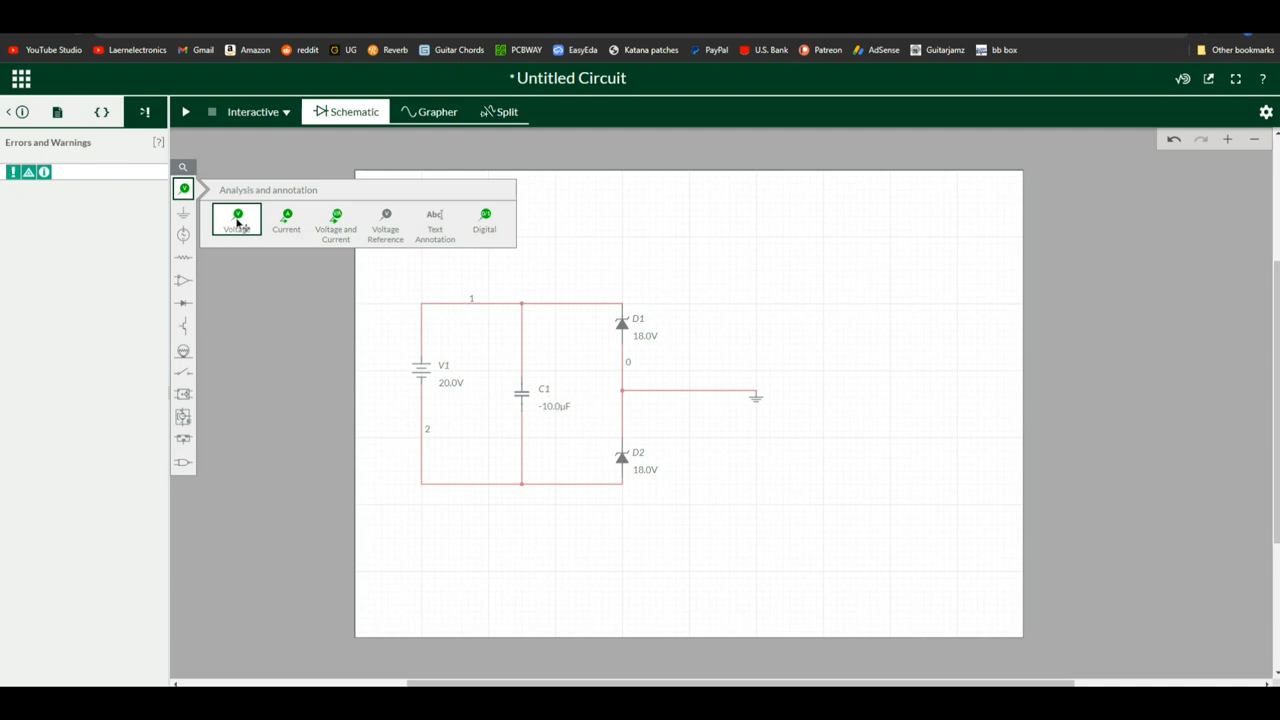 YouTube Studio Laernelectronics Gmail Amazon reddit UG Reverb Guitar Chords PCBWAY EasyEda Katana patches PayPal U.S. Bank Patreon AdSense Guitarjamz bb box Other bookmarks
* Untitled Circuit
Interactive Schematic Grapher Split
Errors and Warnings [?]
Analysis and annotation
Voltage
Current
Voltage and
Current
Voltage
Reference
Abc
Text
Annotation
Digital
1
D1
18.0V
0
V1
20.0V
C1
-10.0µF
2
D2
18.0V